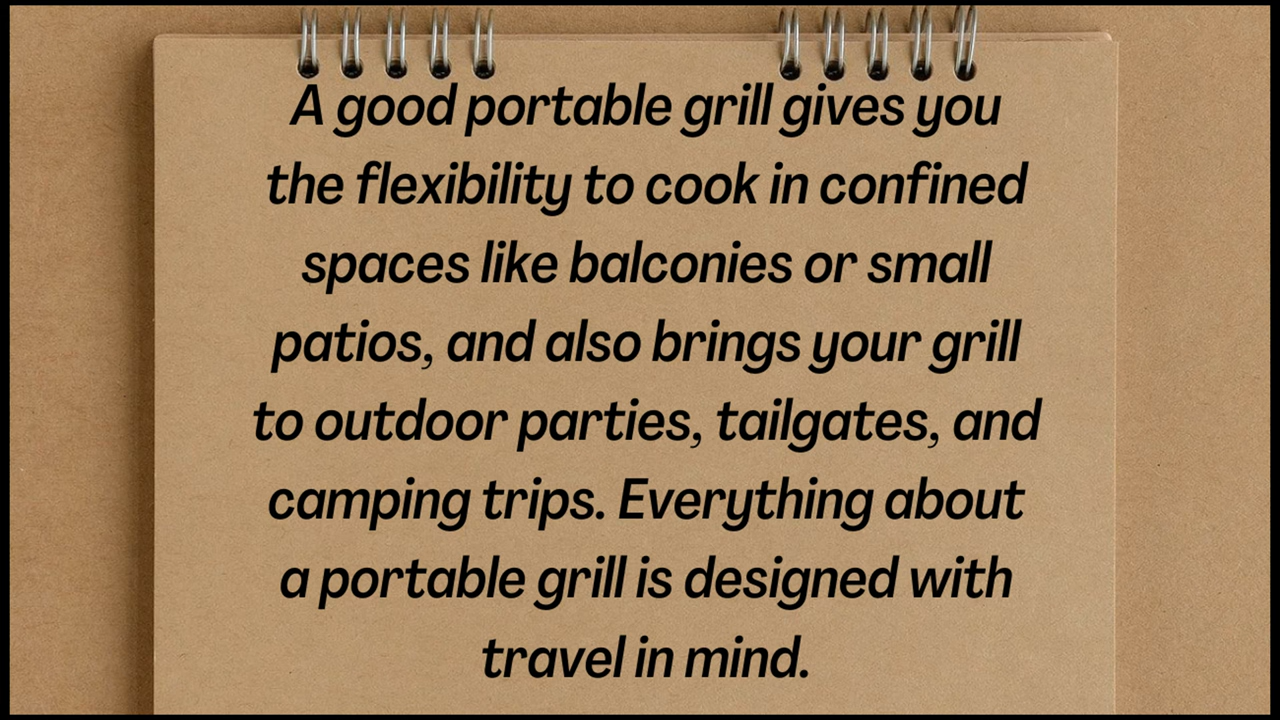 A good portable grill gives you
the flexibility to cook in confined
spaces like balconies or small
patios, and also brings your grill
to outdoor parties, tailgates, and
camping trips. Everything about
a portable grill is designed with
travel in mind.